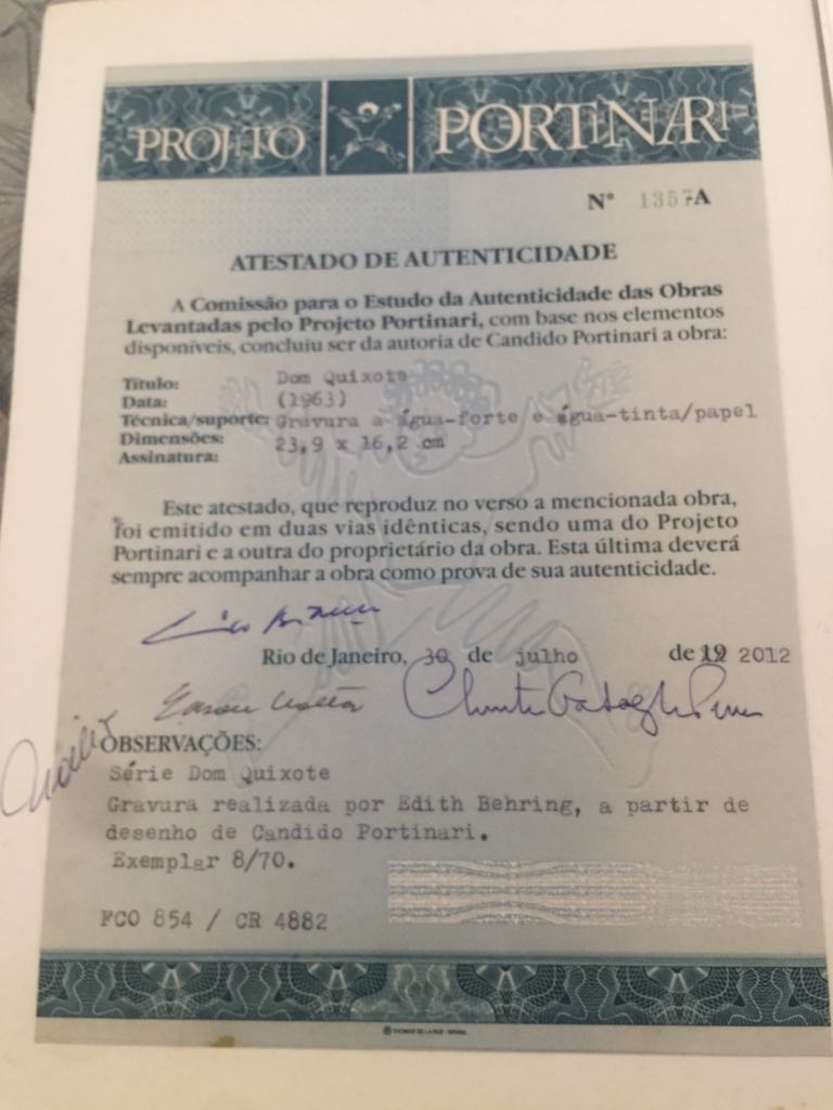 PROJETO PORTINARI
Nº 1357A
ATESTADO DE AUTENTICIDADE
A Comissão para o Estudo da Autenticidade das Obras
Levantadas pelo Projeto Portinari, com base nos elementos
disponíveis, concluiu ser da autoria de Candido Portinari a obra:
Título: Dom Quixote
Data: (1963)
Técnica/suporte: Gravura a água-forte e água-tinta/papel
Dimensões: 23,9 x 16,2 cm
Assinatura:
Este atestado, que reproduz no verso a mencionada obra,
foi emitido em duas vias idênticas, sendo uma do Projeto
Portinari e a outra do proprietário da obra. Esta última deverá
sempre acompanhar a obra como prova de sua autenticidade.
Rio de Janeiro, 30 de julho de 19 2012
OBSERVAÇÕES:
Série Dom Quixote
Gravura realizada por Edith Behring, a partir de
desenho de Candido Portinari.
Exemplar 8/70.
FCO 854 / CR 4882